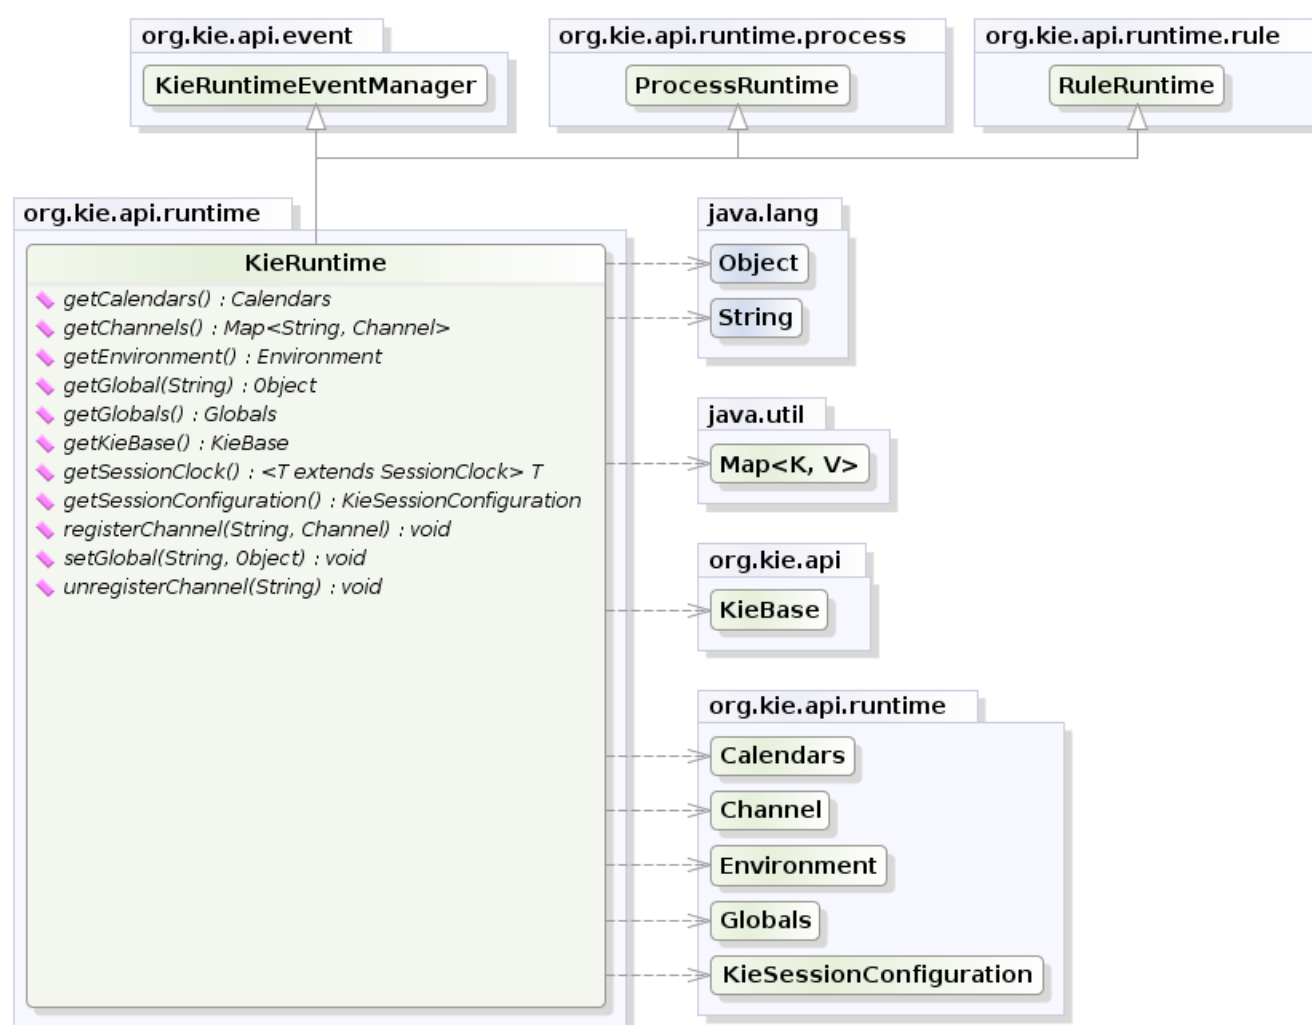 org.kie.api.event
KieRuntimeEventManager
org.kie.api.runtime.process
ProcessRuntime
org.kie.api.runtime.rule
RuleRuntime
org.kie.api.runtime
KieRuntime
getCalendars() : Calendars
getChannels() : Map<String, Channel>
getEnvironment() : Environment
getGlobal(String) : Object
getGlobals() : Globals
getKieBase() : KieBase
getSessionClock() : <T extends SessionClock> T
getSessionConfiguration() : KieSessionConfiguration
registerChannel(String, Channel) : void
setGlobal(String, Object) : void
unregisterChannel(String) : void
java.lang
Object
String
java.util
Map<K, V>
org.kie.api
KieBase
org.kie.api.runtime
Calendars
Channel
Environment
Globals
KieSessionConfiguration